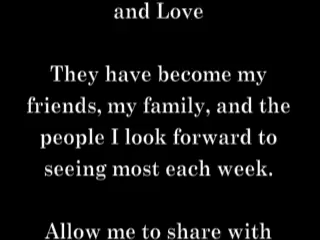 and Love
They have become my
friends, my family, and the
people I look forward to
seeing most each week.
Allow me to share with